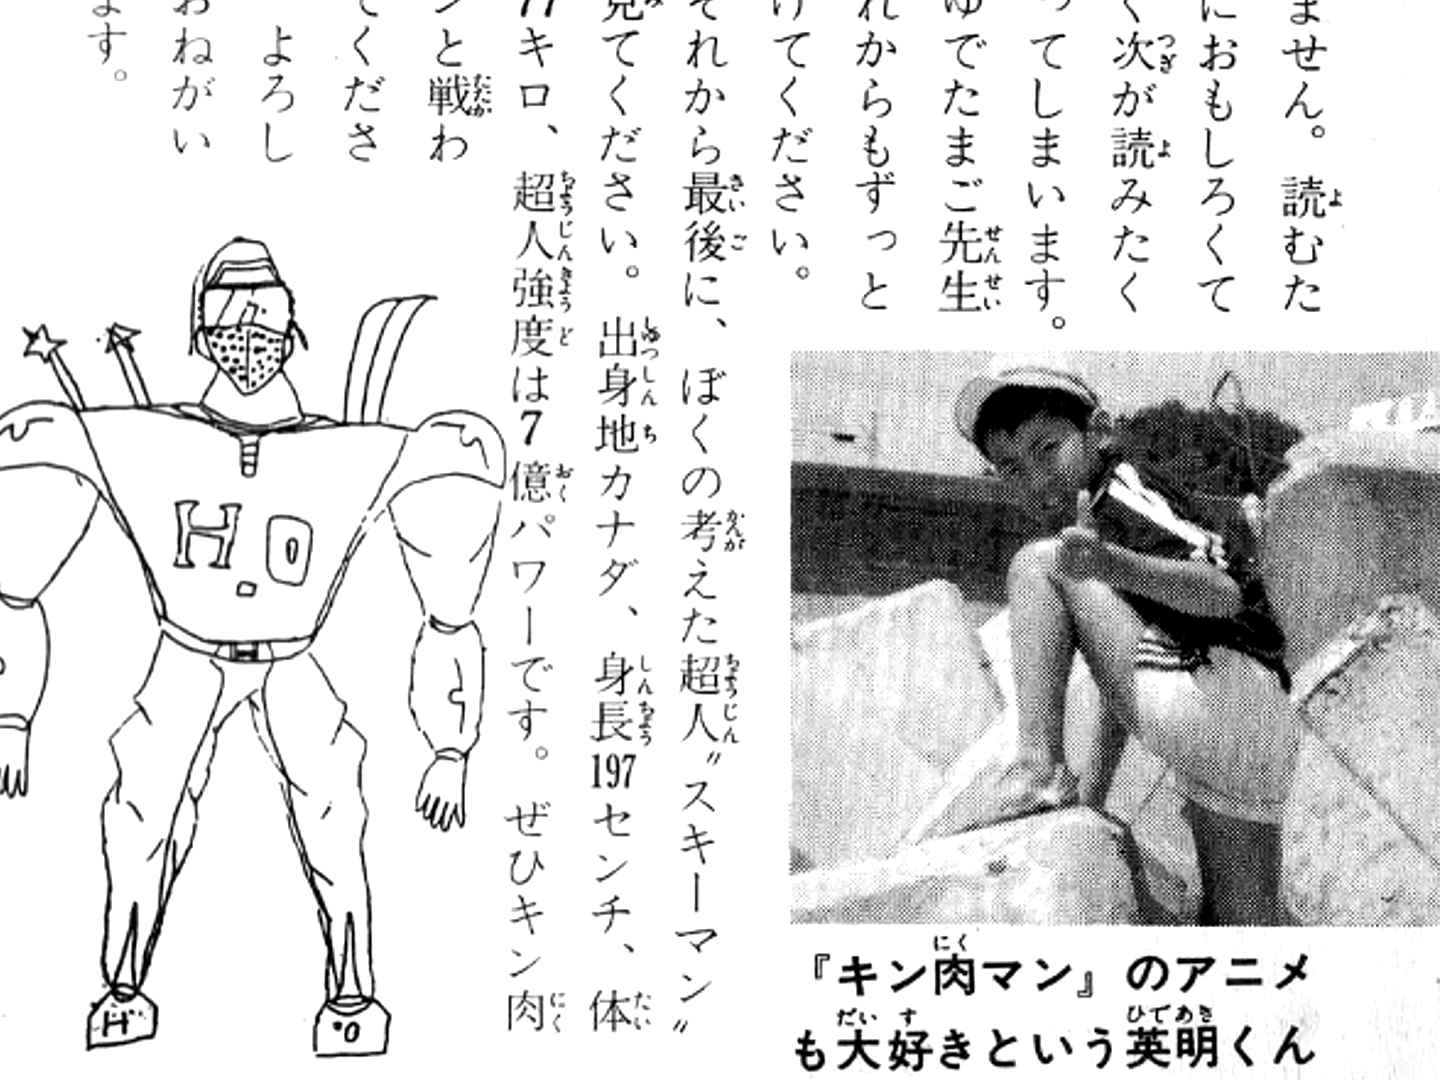 ません。読むた
におもしろくて
く次が読みたく
ってしまいます。
ゆでたまご先生
れからもずっと
けてください。
それから最後に、ぼくの考えた超人〝スキーマン〟
見てください。出身地カナダ、身長197センチ、体
77キロ、超人強度は7億パワーです。ぜひキン肉
ンと戦わ
てくださ
よろし
おねがい
ます。
H.O
H
O
『キン肉マン』のアニメ
も大好きという英明くん